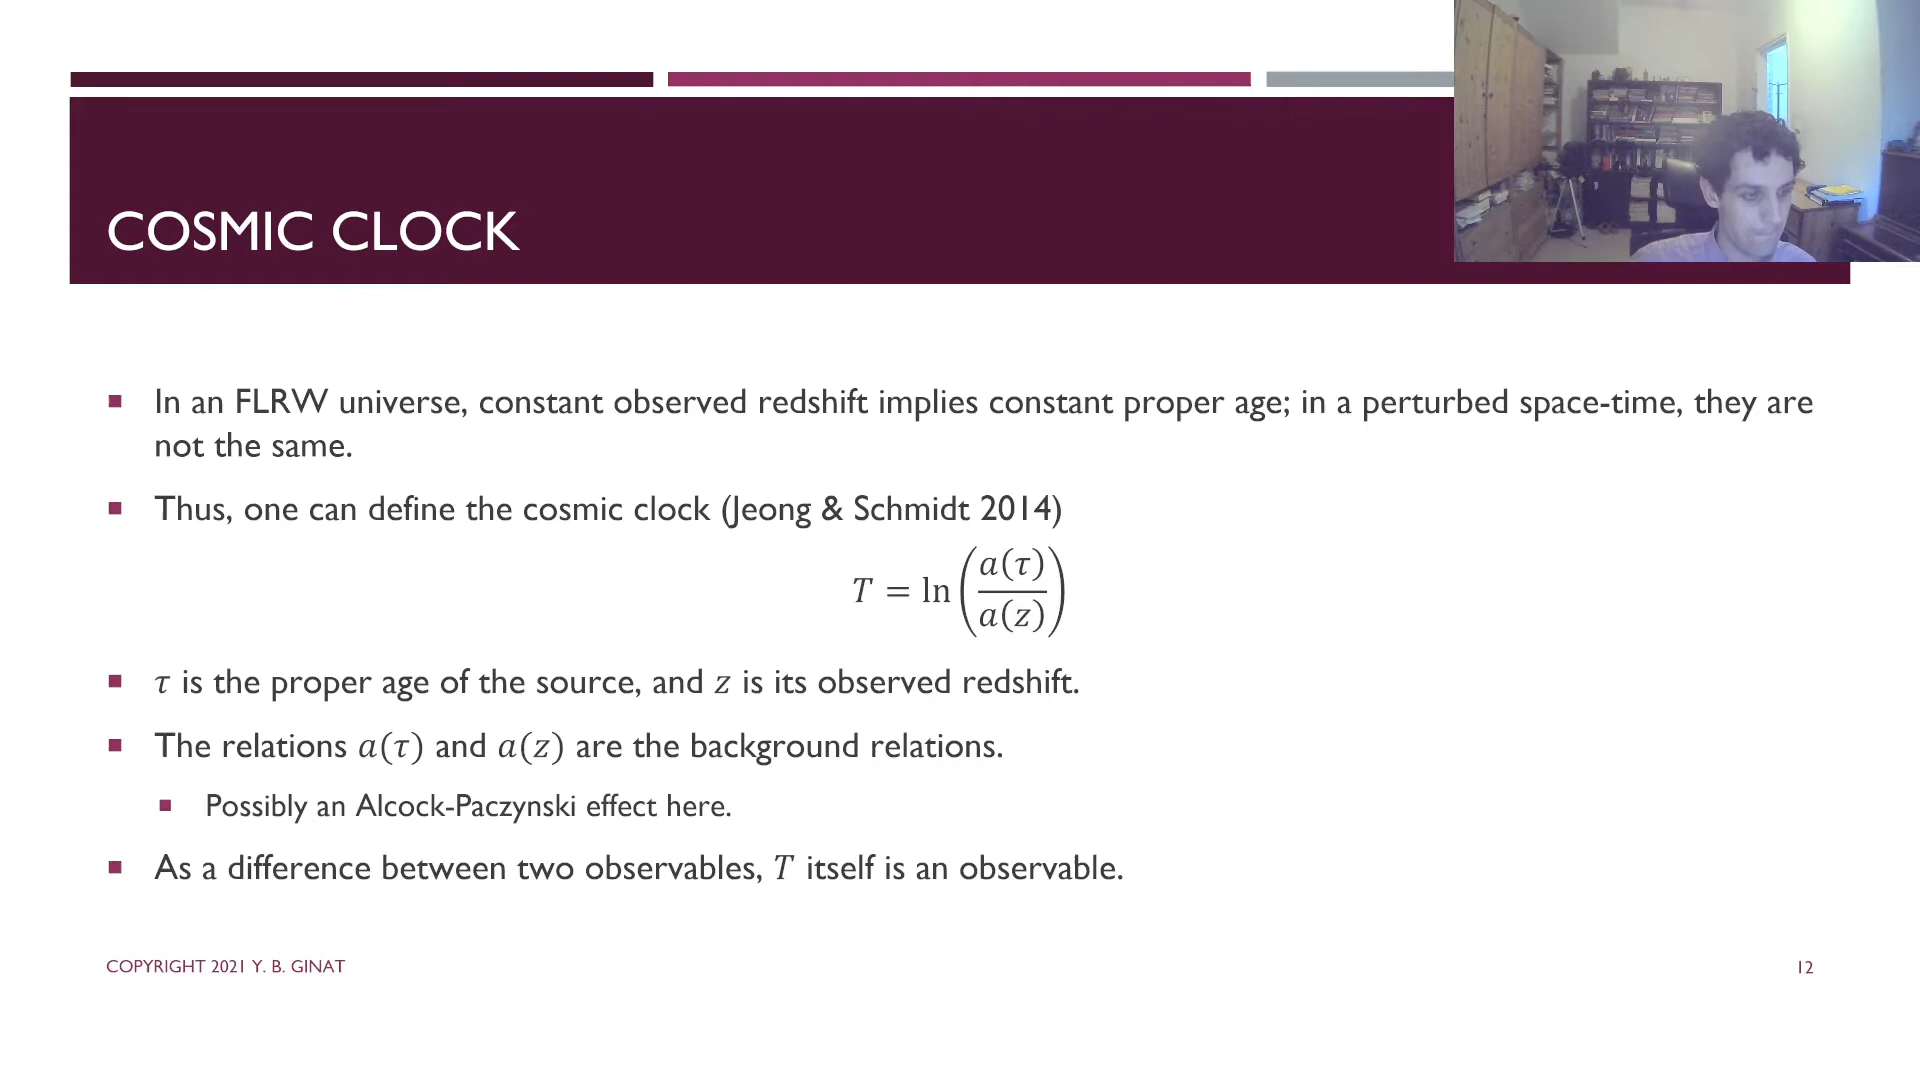 COSMIC CLOCK
In an FLRW universe, constant observed redshift implies constant proper age; in a perturbed space-time, they are
not the same.
Thus, one can define the cosmic clock (Jeong & Schmidt 2014)
T = ln(a(τ)/a(z))
τ is the proper age of the source, and z is its observed redshift.
The relations a(τ) and a(z) are the background relations.
Possibly an Alcock-Paczynski effect here.
As a difference between two observables, T itself is an observable.
COPYRIGHT 2021 Y. B. GINAT
12